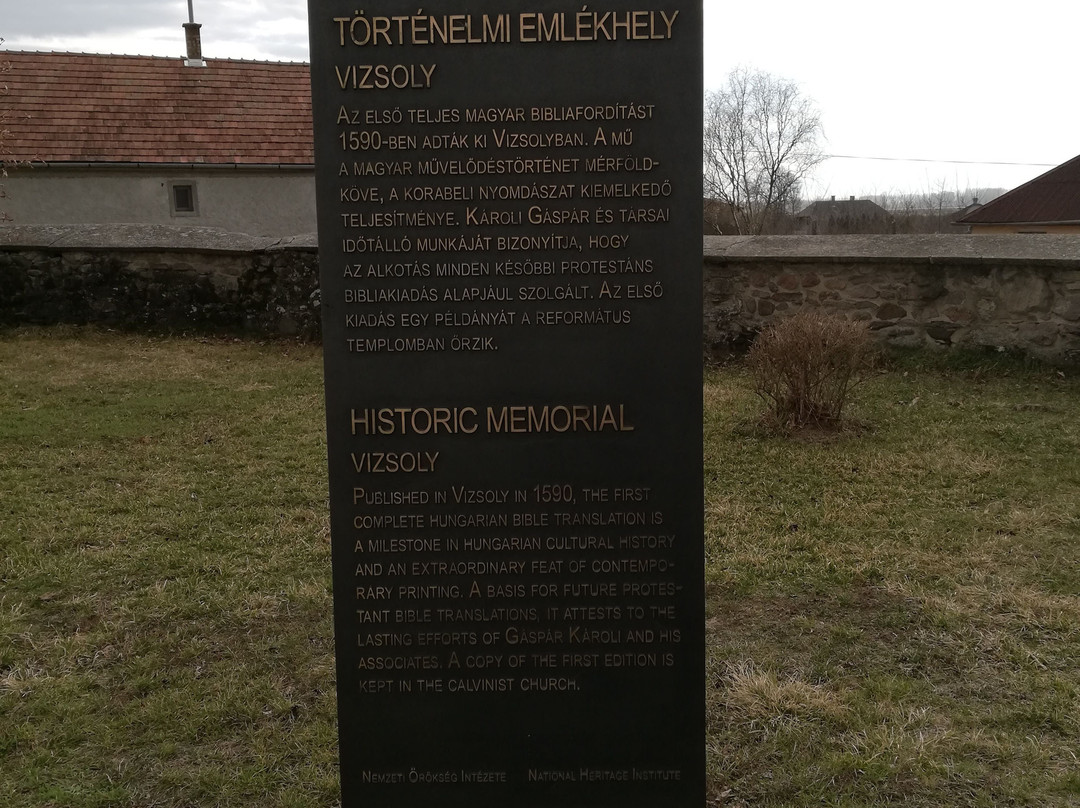 TÖRTÉNELMI EMLÉKHELY
VIZSOLY
AZ ELSŐ TELJES MAGYAR BIBLIAFORDÍTÁST
1590-BEN ADTÁK KI VIZSOLYBAN. A MŰ
A MAGYAR MŰVELŐDÉSTÖRTÉNET MÉRFÖLD-
KÖVE, A KORABELI NYOMDÁSZAT KIEMELKEDŐ
TELJESÍTMÉNYE. KÁROLI GÁSPÁR ÉS TÁRSAI
IDŐTÁLLÓ MUNKÁJÁT BIZONYÍTJA, HOGY
AZ ALKOTÁS MINDEN KÉSŐBBI PROTESTÁNS
BIBLIAKIADÁS ALAPJÁUL SZOLGÁLT. AZ ELSŐ
KIADÁS EGY PÉLDÁNYÁT A REFORMÁTUS
TEMPLOMBAN ŐRZIK.
HISTORIC MEMORIAL
VIZSOLY
PUBLISHED IN VIZSOLY IN 1590, THE FIRST
COMPLETE HUNGARIAN BIBLE TRANSLATION IS
A MILESTONE IN HUNGARIAN CULTURAL HISTORY
AND AN EXTRAORDINARY FEAT OF CONTEMPO-
RARY PRINTING. A BASIS FOR FUTURE PROTES-
TANT BIBLE TRANSLATIONS, IT ATTESTS TO THE
LASTING EFFORTS OF GÁSPÁR KÁROLI AND HIS
ASSOCIATES. A COPY OF THE FIRST EDITION IS
KEPT IN THE CALVINIST CHURCH.
NEMZETI ÖRÖKSÉG INTÉZETE NATIONAL HERITAGE INSTITUTE